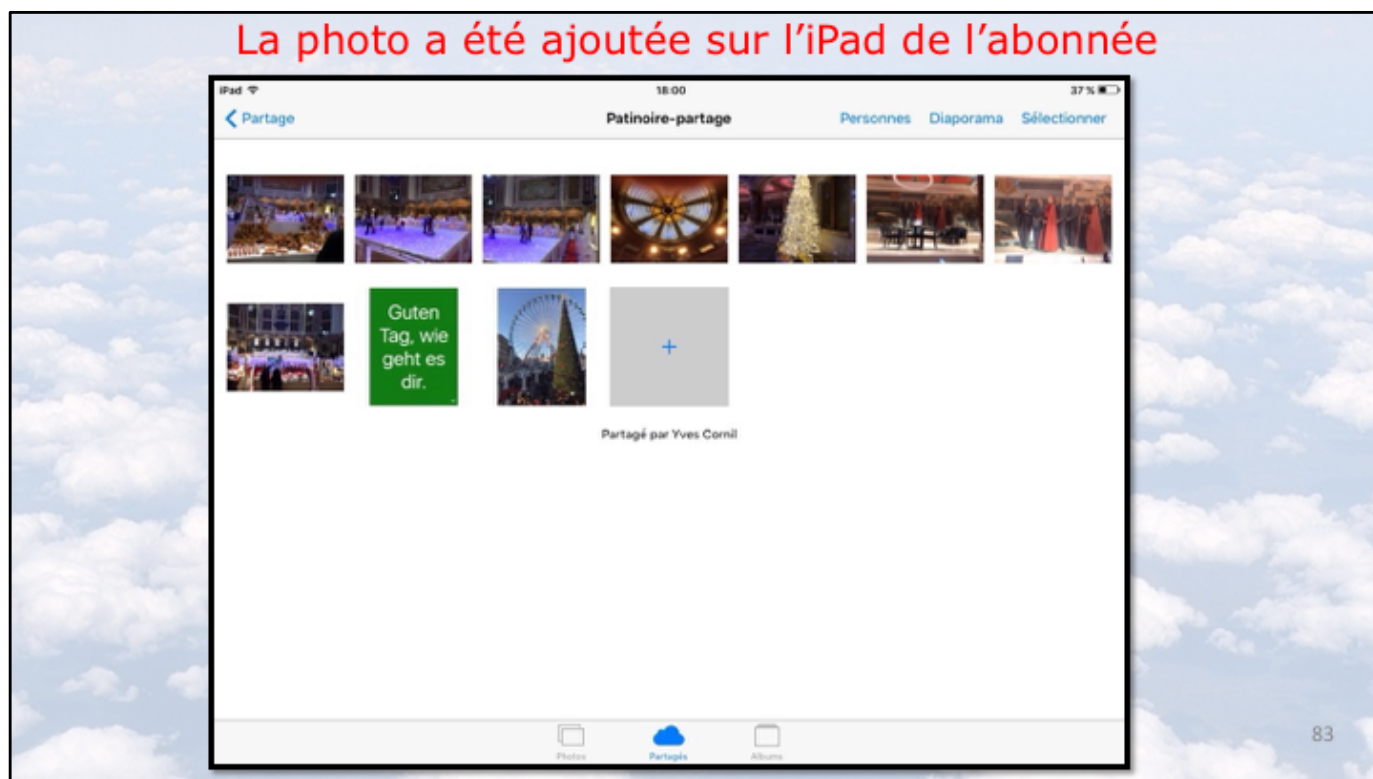 La photo a été ajoutée sur l’iPad de l’abonnée
iPad 18:00 37 %
Partage Patinoire-partage Personnes Diaporama Sélectionner
Guten
Tag, wie
geht es
dir.
+
Partagé par Yves Cornil
Photos Partagés Albums
83